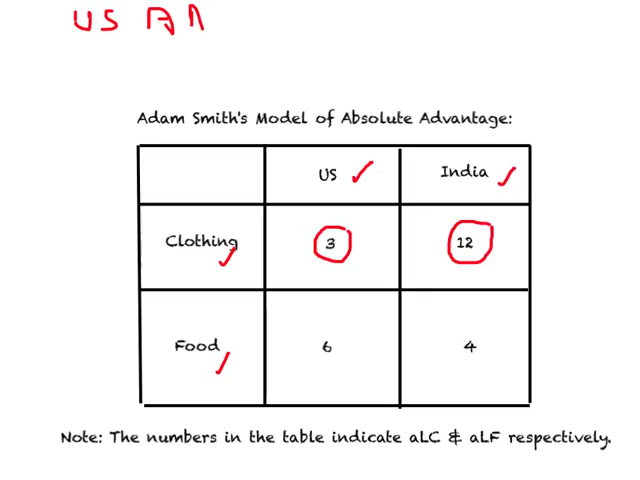 US
Adam Smith's Model of Absolute Advantage:
US India
Clothing 3 12
Food 6 4
Note: The numbers in the table indicate aLC & aLF respectively.